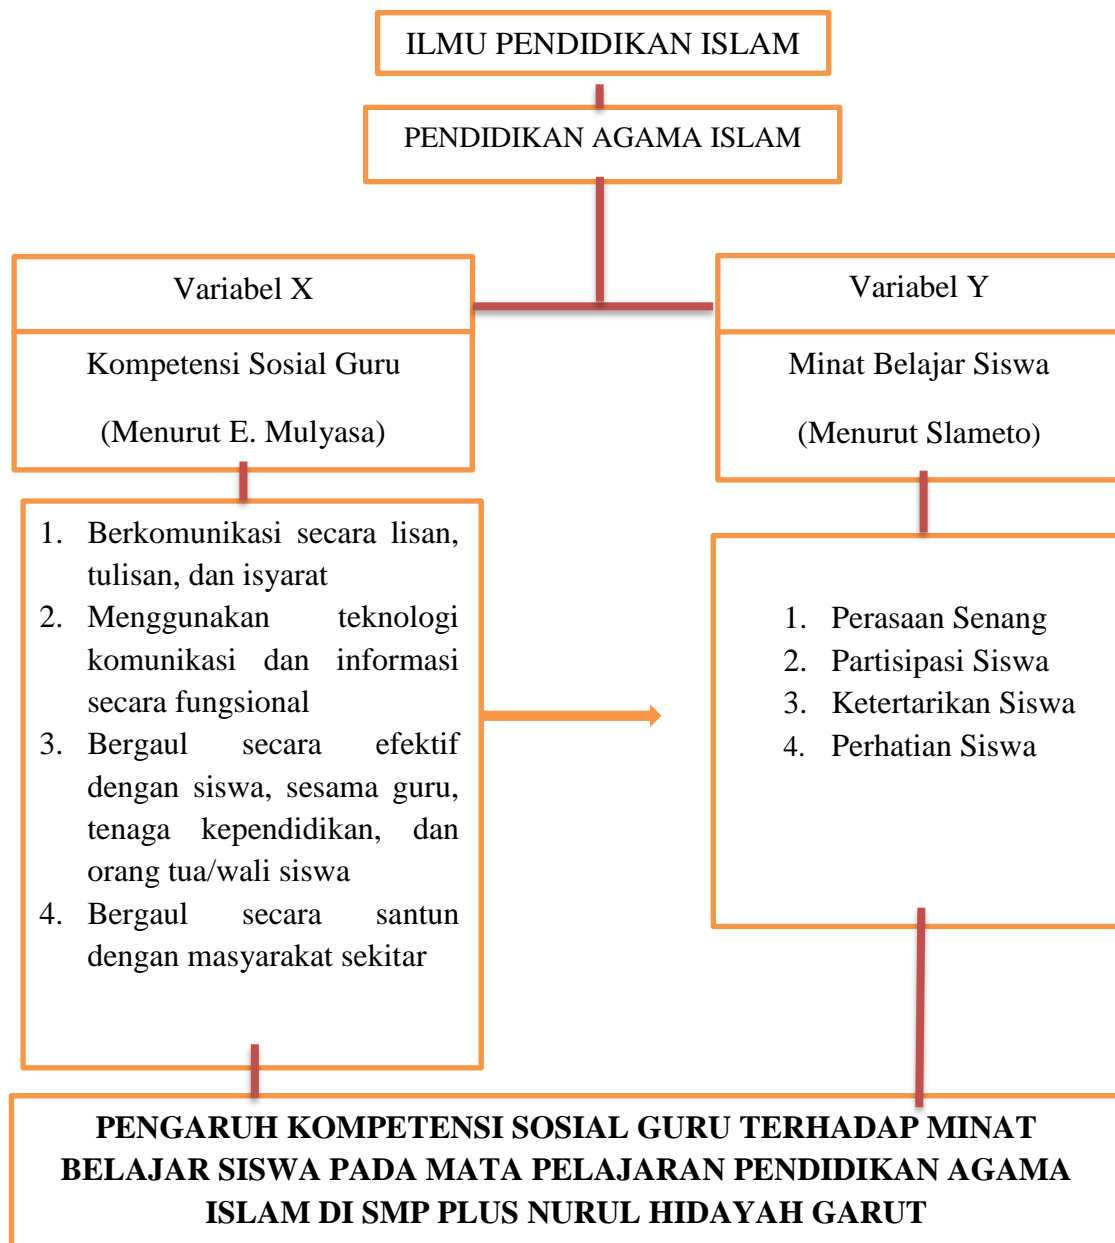 ILMU PENDIDIKAN ISLAM
PENDIDIKAN AGAMA ISLAM
Variabel X
Kompetensi Sosial Guru
(Menurut E. Mulyasa)
Variabel Y
Minat Belajar Siswa
(Menurut Slameto)
1. Berkomunikasi secara lisan,
tulisan, dan isyarat
2. Menggunakan teknologi
komunikasi dan informasi
secara fungsional
3. Bergaul secara efektif
dengan siswa, sesama guru,
tenaga kependidikan, dan
orang tua/wali siswa
4. Bergaul secara santun
dengan masyarakat sekitar
1. Perasaan Senang
2. Partisipasi Siswa
3. Ketertarikan Siswa
4. Perhatian Siswa
PENGARUH KOMPETENSI SOSIAL GURU TERHADAP MINAT
BELAJAR SISWA PADA MATA PELAJARAN PENDIDIKAN AGAMA
ISLAM DI SMP PLUS NURUL HIDAYAH GARUT